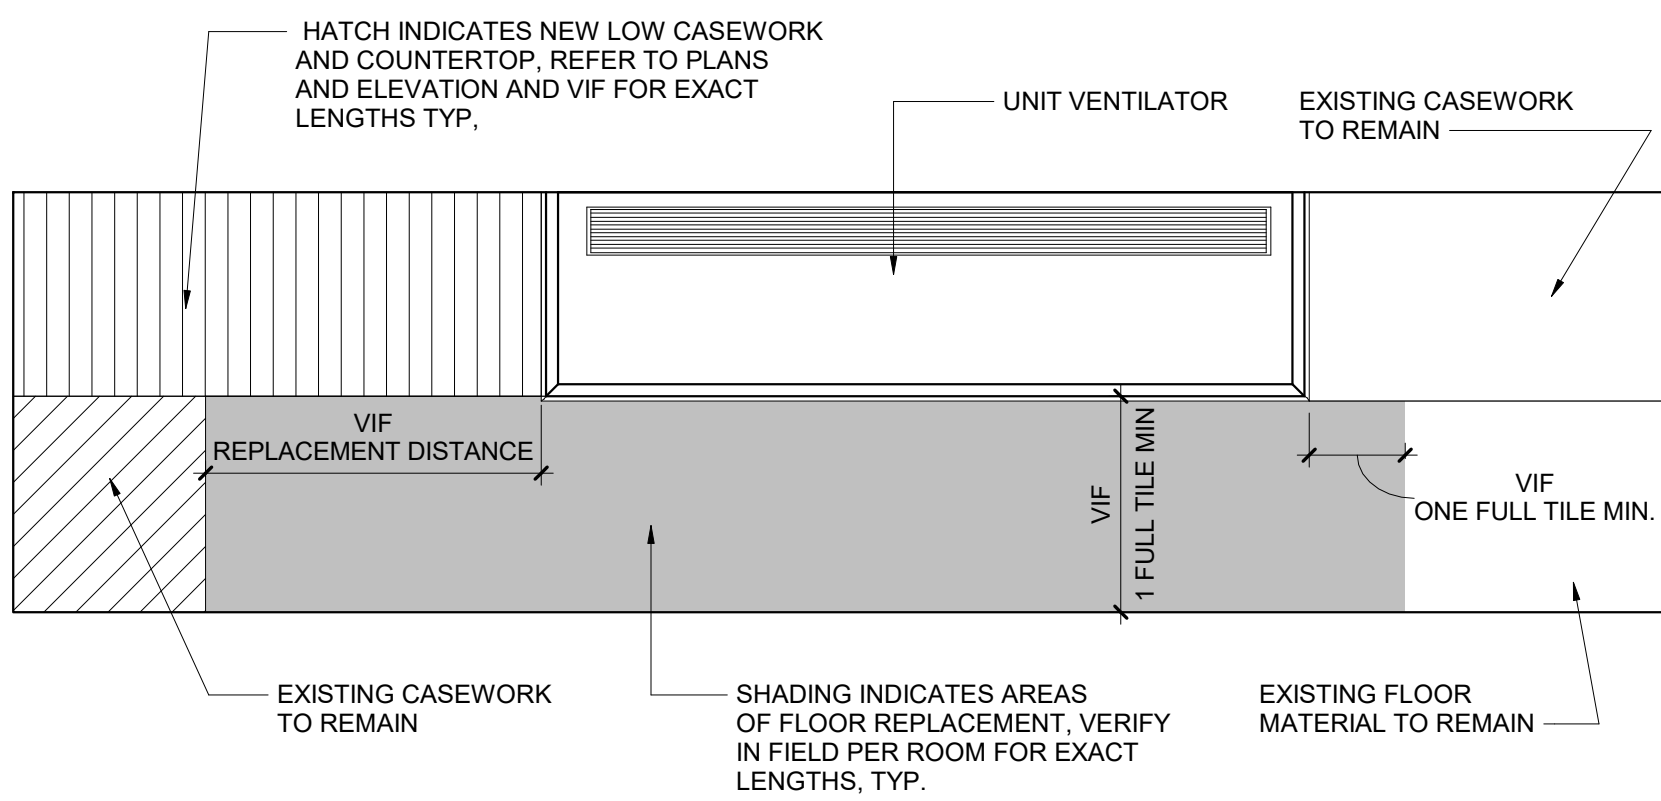 HATCH INDICATES NEW LOW CASEWORK
AND COUNTERTOP, REFER TO PLANS
AND ELEVATION AND VIF FOR EXACT
LENGTHS TYP,
UNIT VENTILATOR
EXISTING CASEWORK
TO REMAIN
VIF
REPLACEMENT DISTANCE
VIF
1 FULL TILE MIN
VIF
ONE FULL TILE MIN.
EXISTING CASEWORK
TO REMAIN
SHADING INDICATES AREAS
OF FLOOR REPLACEMENT, VERIFY
IN FIELD PER ROOM FOR EXACT
LENGTHS, TYP.
EXISTING FLOOR
MATERIAL TO REMAIN